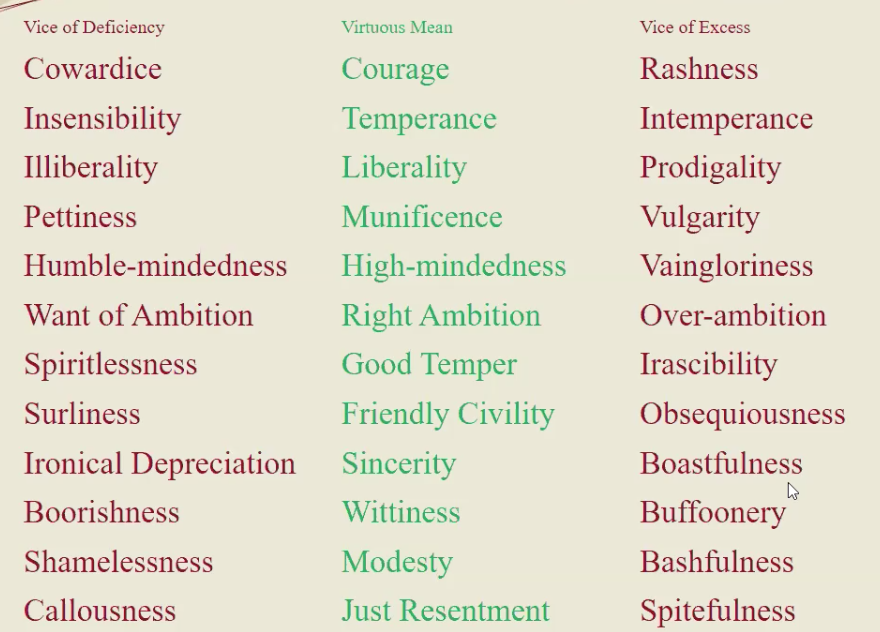 Vice of Deficiency Virtuous Mean Vice of Excess
Cowardice Courage Rashness
Insensibility Temperance Intemperance
Illiberality Liberality Prodigality
Pettiness Munificence Vulgarity
Humble-mindedness High-mindedness Vaingloriness
Want of Ambition Right Ambition Over-ambition
Spiritlessness Good Temper Irascibility
Surliness Friendly Civility Obsequiousness
Ironical Depreciation Sincerity Boastfulness
Boorishness Wittiness Buffoonery
Shamelessness Modesty Bashfulness
Callousness Just Resentment Spitefulness